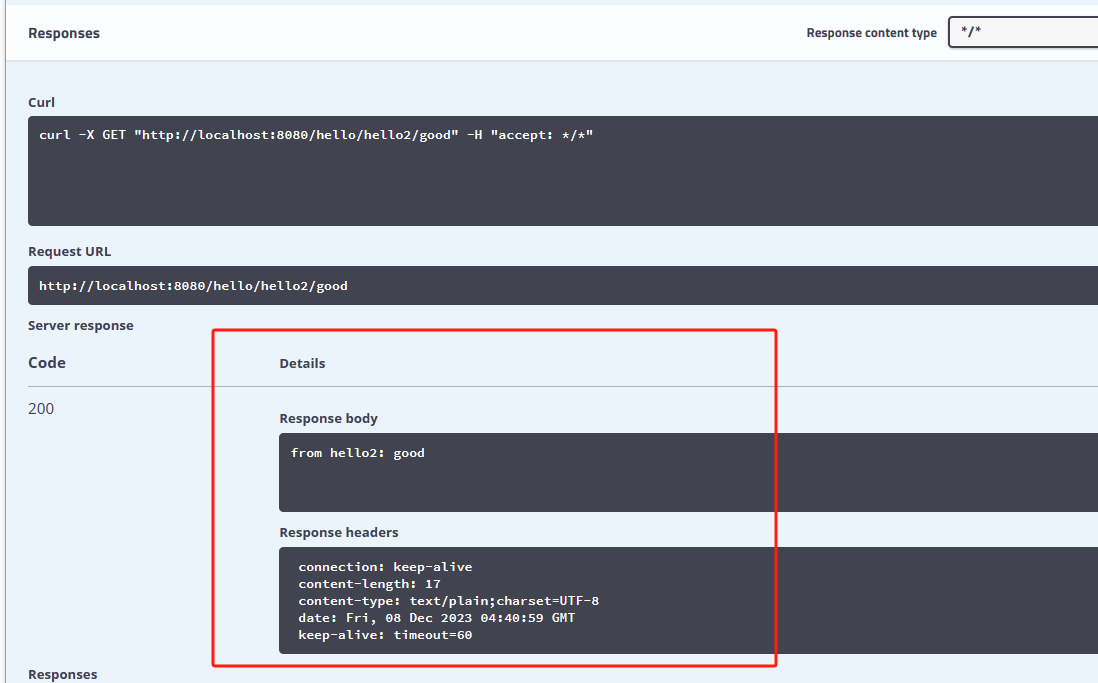 Responses
Response content type
*/*
Curl
curl -X GET "http://localhost:8080/hello/hello2/good" -H "accept: */*"
Request URL
http://localhost:8080/hello/hello2/good
Server response
Code
Details
200
Response body
from hello2: good
Response headers
connection: keep-alive
content-length: 17
content-type: text/plain;charset=UTF-8
date: Fri, 08 Dec 2023 04:40:59 GMT
keep-alive: timeout=60
Responses